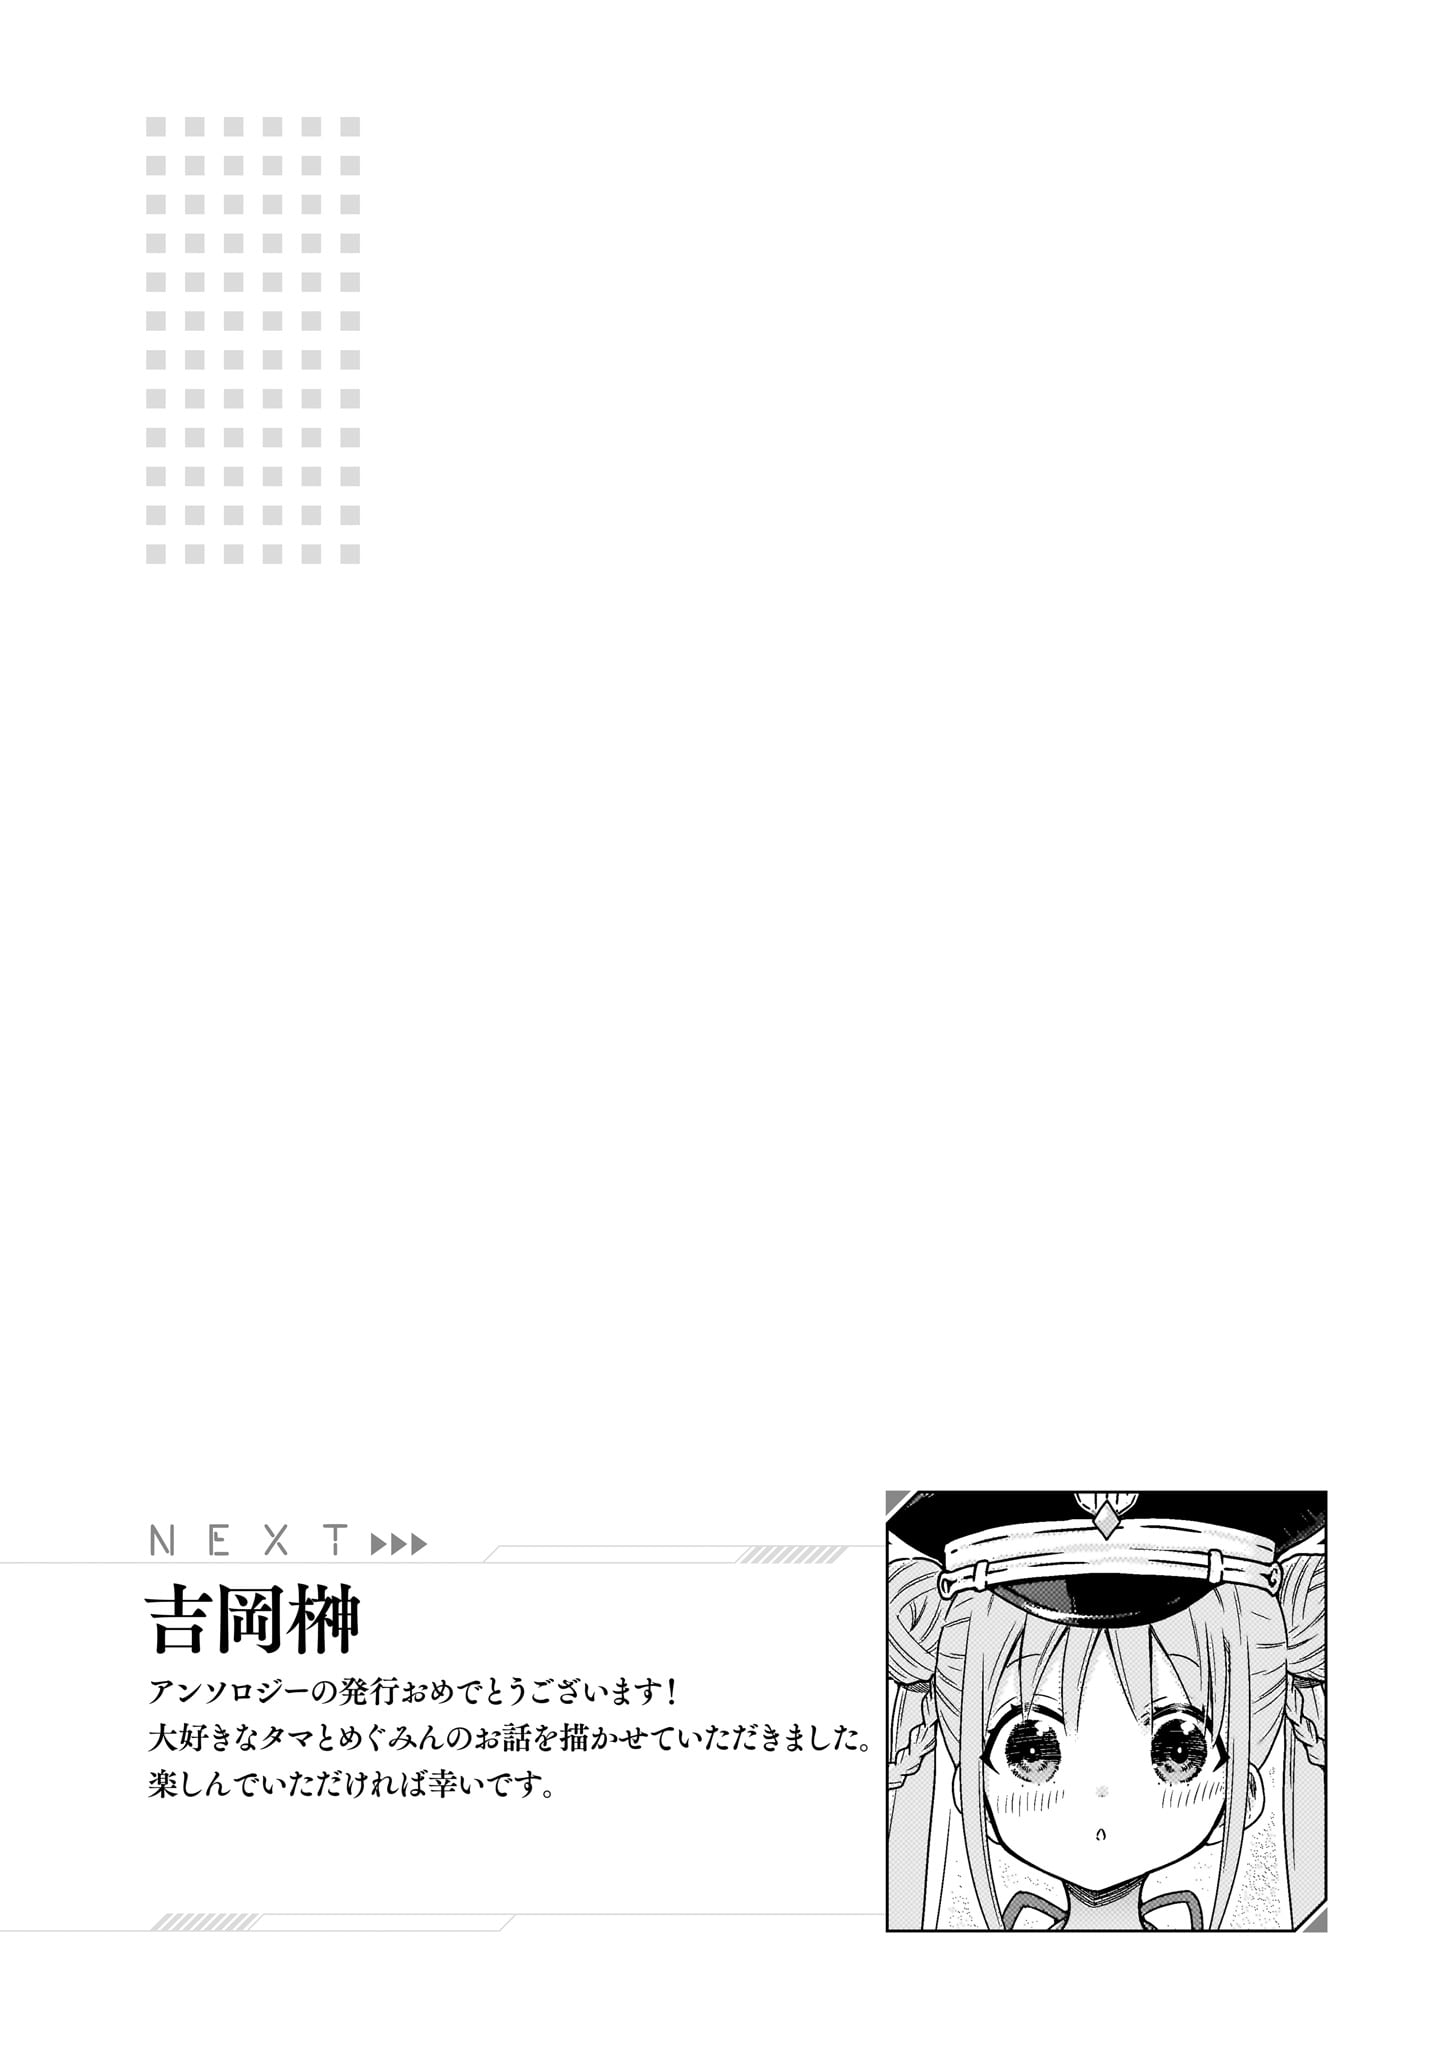 NEXT▶▶▶
吉岡榊
アンソロジーの発行おめでとうございます！
大好きなタマとめぐみんのお話を描かせていただきました。
楽しんでいただければ幸いです。